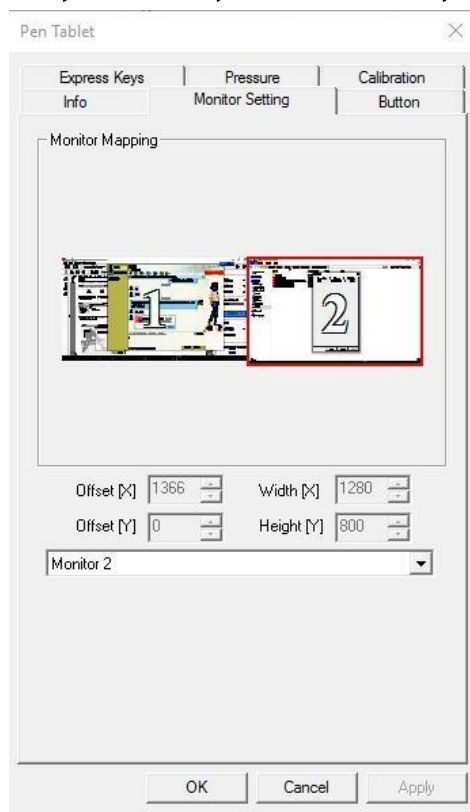 Pen Tablet
Express Keys Pressure Calibration
Info Monitor Setting Button
Monitor Mapping
1 2
Offset [X] 1366 Width [X] 1280
Offset [Y] 0 Height [Y] 800
Monitor 2
OK Cancel Apply